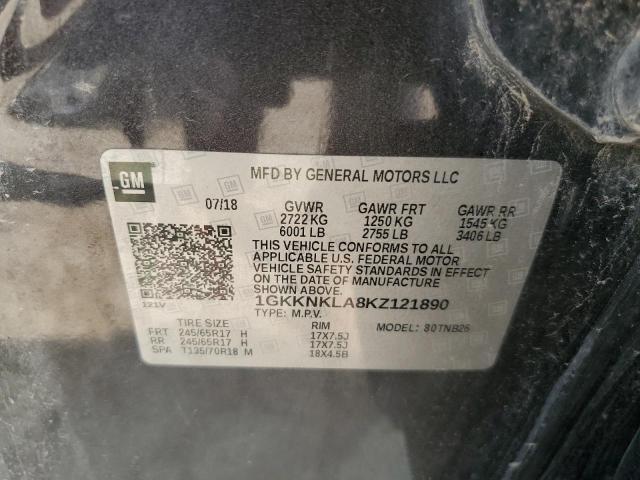 GM
MFD BY GENERAL MOTORS LLC
07/18 GVWR GAWR FRT GAWR RR
2722 KG 1250 KG 1545 KG
6001 LB 2755 LB 3406 LB
THIS VEHICLE CONFORMS TO ALL
APPLICABLE U.S. FEDERAL MOTOR
VEHICLE SAFETY STANDARDS IN EFFECT
ON THE DATE OF MANUFACTURE
SHOWN ABOVE.
121V 1GKKNKLA8KZ121890
TYPE: M.P.V.
TIRE SIZE RIM MODEL: 80TNB26
FRT 245/65R17 H 17X7.5J
RR 245/65R17 H 17X7.5J
SPA T135/70R18 M 18X4.5B